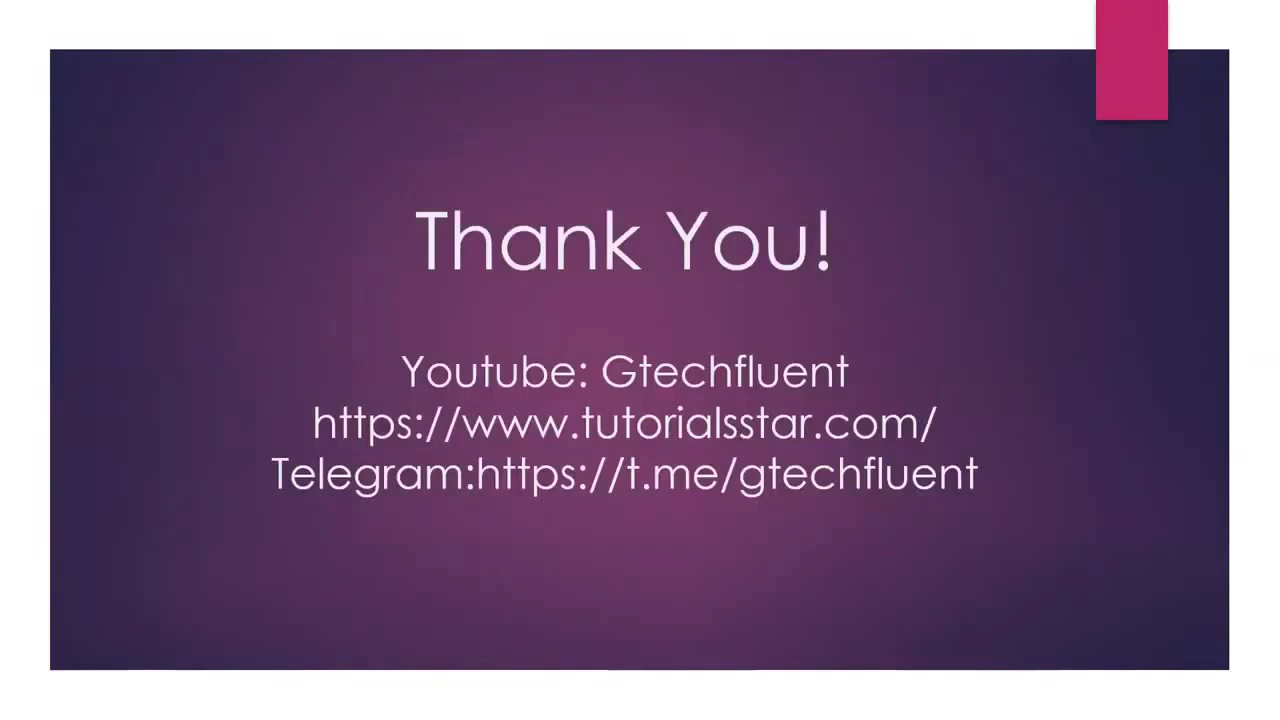 Thank You!
Youtube: Gtechfluent
https://www.tutorialsstar.com/
Telegram:https://t.me/gtechfluent